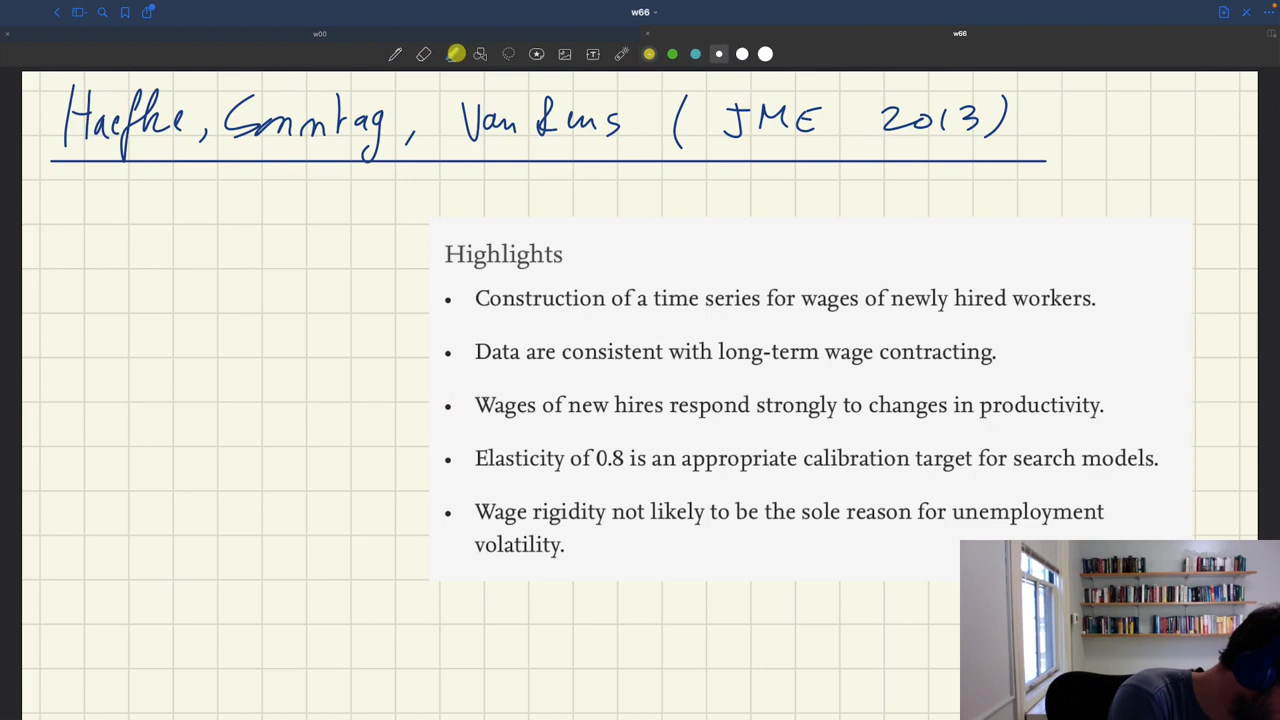 w66
w00
w66
Haefke, Sonntag, Van Rens (JME 2013)
Highlights
• Construction of a time series for wages of newly hired workers.
• Data are consistent with long-term wage contracting.
• Wages of new hires respond strongly to changes in productivity.
• Elasticity of 0.8 is an appropriate calibration target for search models.
• Wage rigidity not likely to be the sole reason for unemployment
volatility.